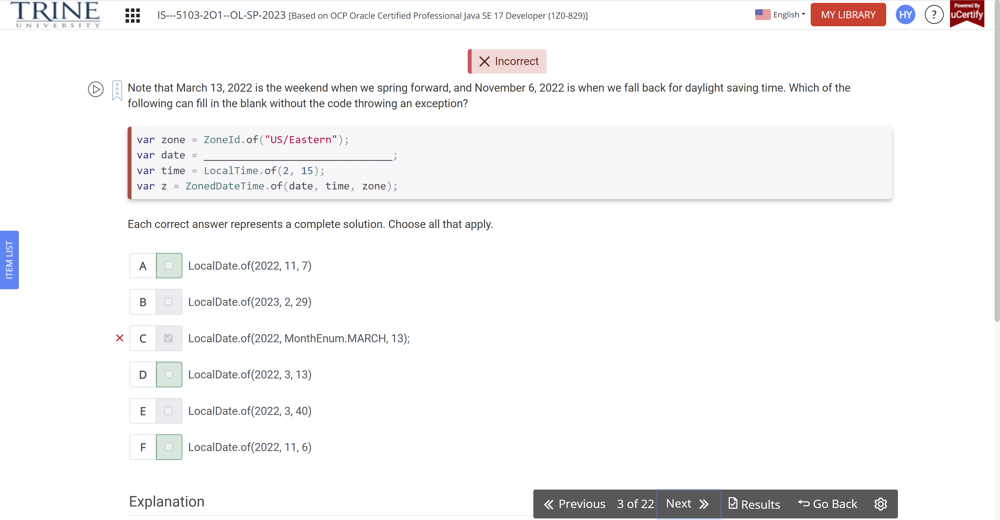 TRINE
UNIVERSITY
IS---5103-2O1--OL-SP-2023 [Based on OCP Oracle Certified Professional Java SE 17 Developer (1Z0-829)]
English
MY LIBRARY
HY
?
Powered By
uCertify
Incorrect
Note that March 13, 2022 is the weekend when we spring forward, and November 6, 2022 is when we fall back for daylight saving time. Which of the
following can fill in the blank without the code throwing an exception?
var zone = ZoneId.of("US/Eastern");
var date = _______________________________;
var time = LocalTime.of(2, 15);
var z = ZonedDateTime.of(date, time, zone);
Each correct answer represents a complete solution. Choose all that apply.
ITEM LIST
A LocalDate.of(2022, 11, 7)
B LocalDate.of(2023, 2, 29)
C LocalDate.of(2022, MonthEnum.MARCH, 13);
D LocalDate.of(2022, 3, 13)
E LocalDate.of(2022, 3, 40)
F LocalDate.of(2022, 11, 6)
Explanation
Previous 3 of 22 Next Results Go Back